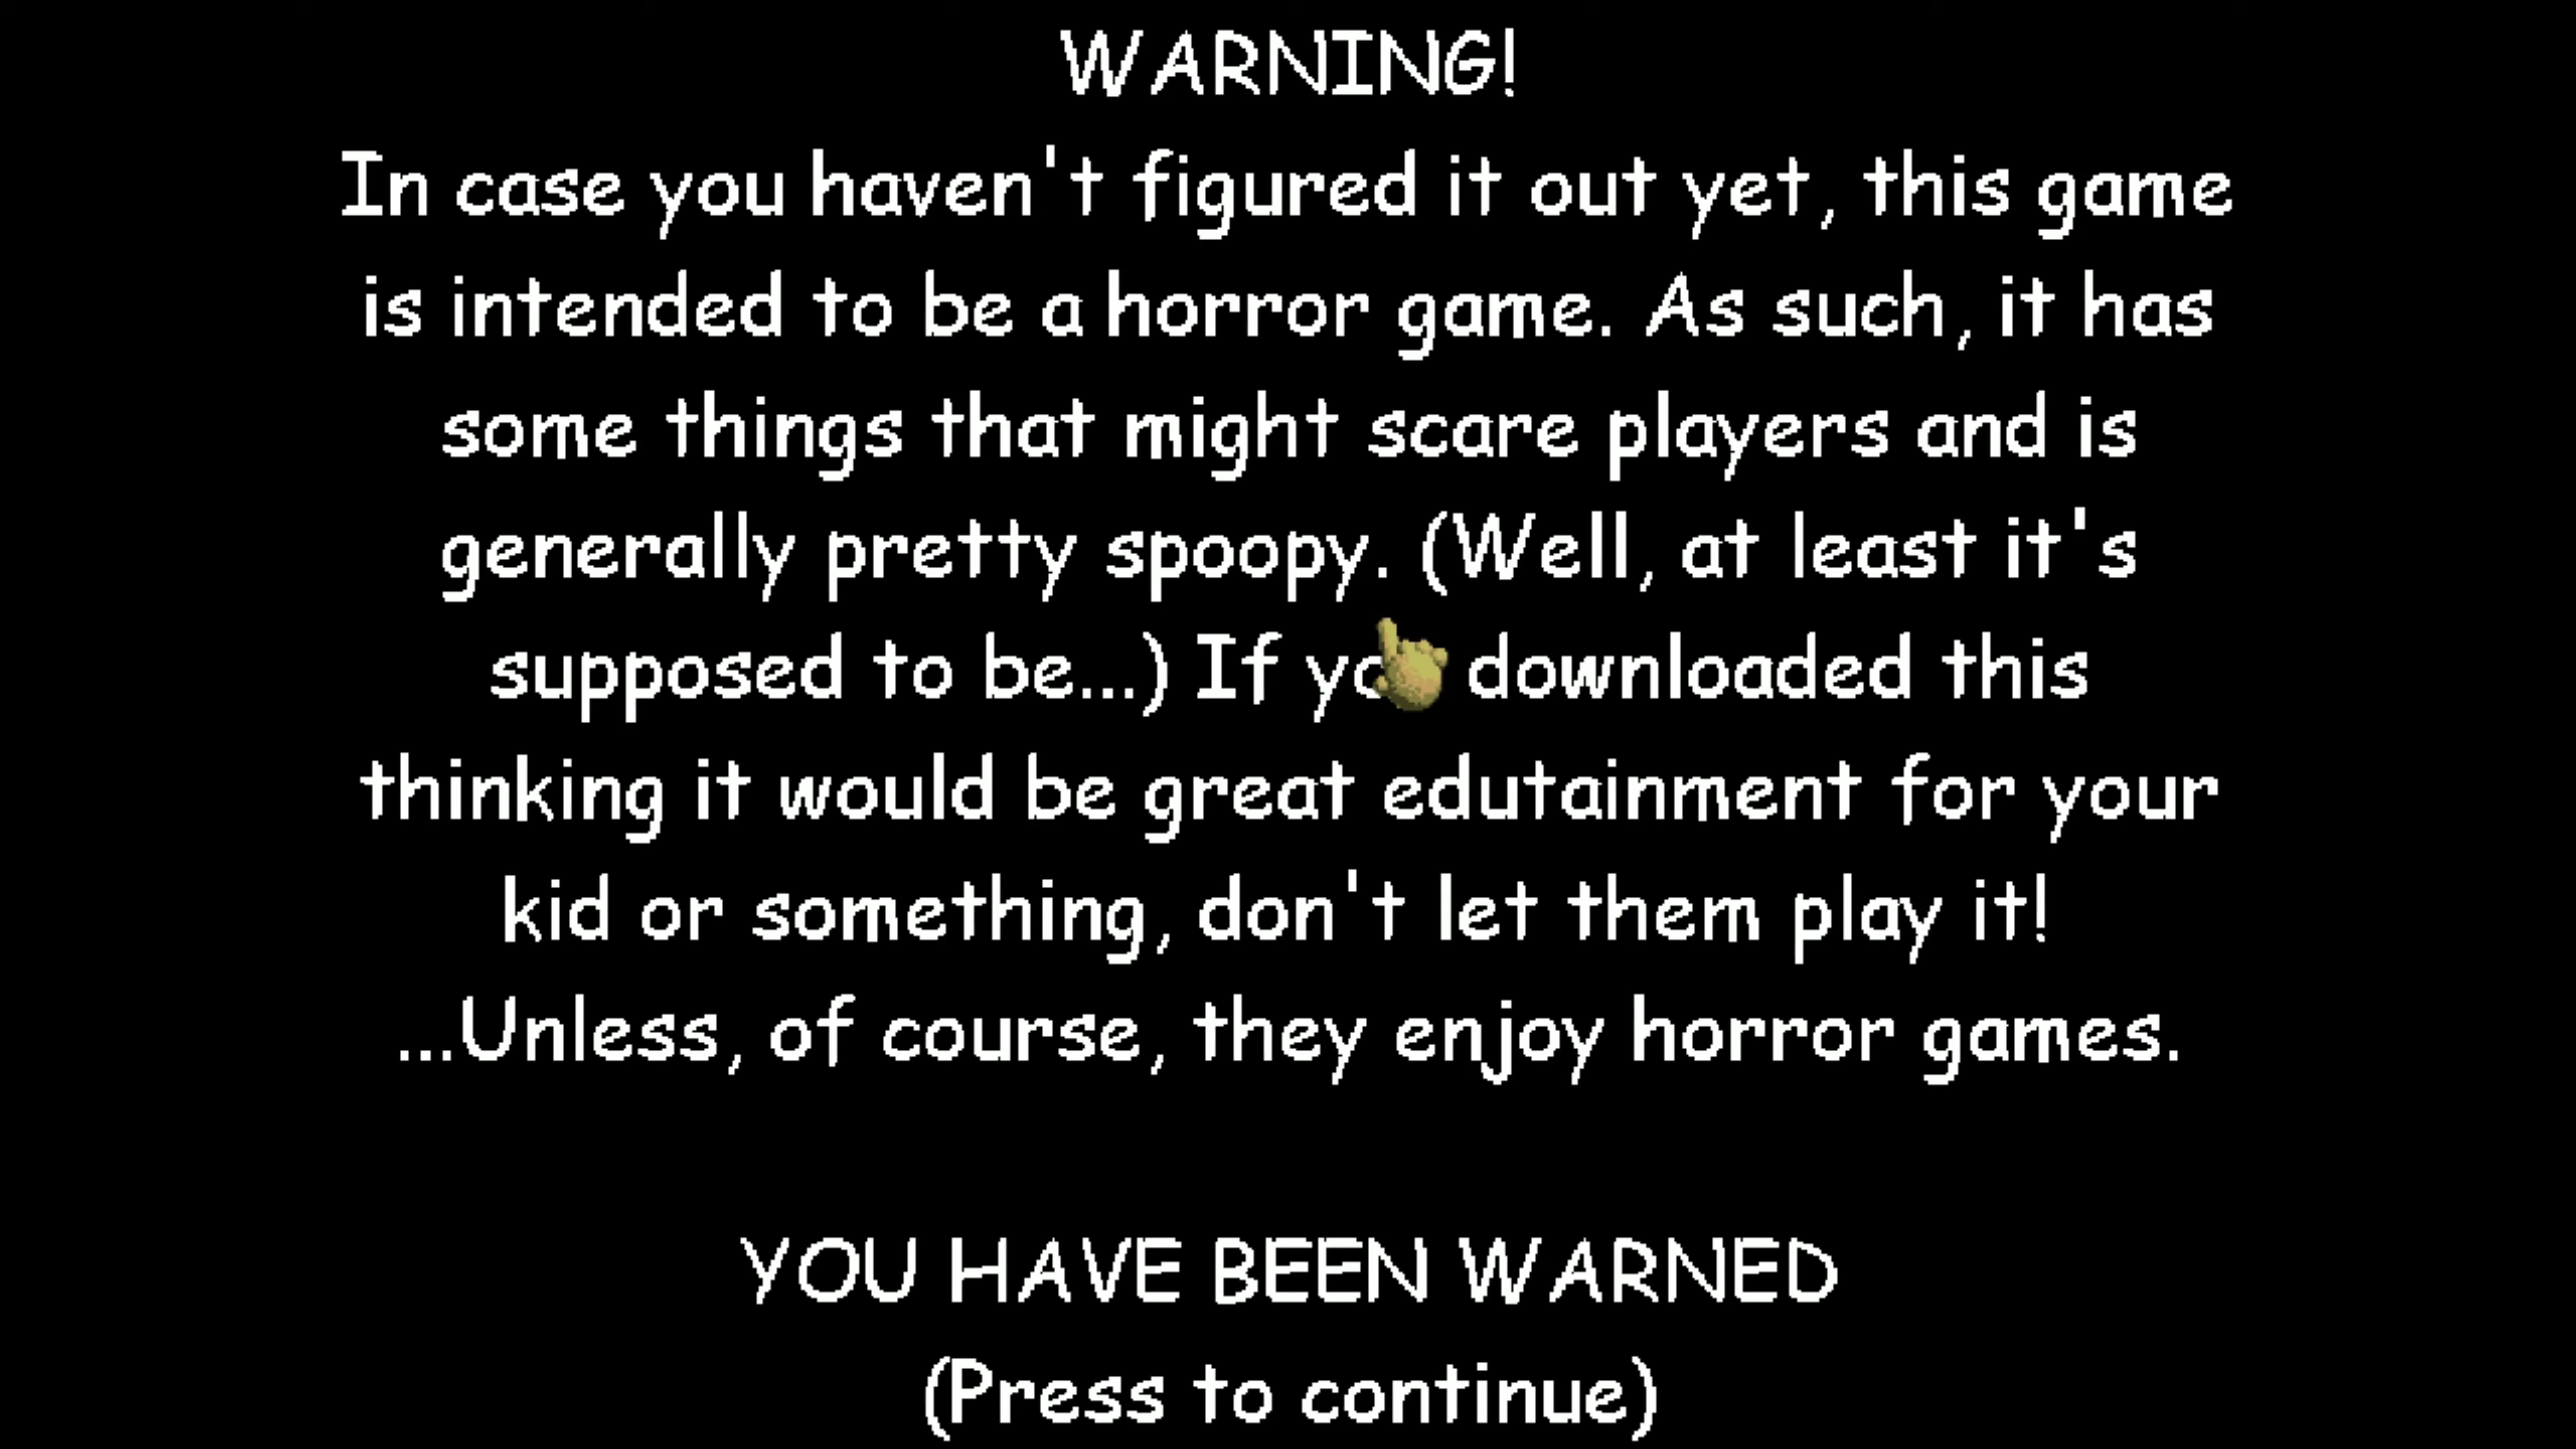 WARNING!
In case you haven't figured it out yet, this game
is intended to be a horror game. As such, it has
some things that might scare players and is
generally pretty spoopy. (Well, at least it's
supposed to be...) If you downloaded this
thinking it would be great edutainment for your
kid or something, don't let them play it!
...Unless, of course, they enjoy horror games.
YOU HAVE BEEN WARNED
(Press to continue)